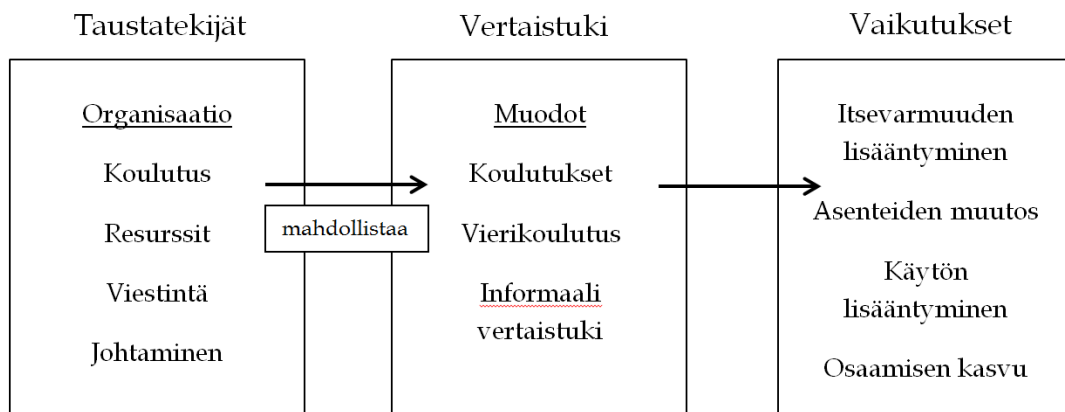 Taustatekijät
Organisaatio
Koulutus
Resurssit
Viestintä
Johtaminen
mahdollistaa
Vertaistuki
Muodot
Koulutukset
Vierikoulutus
Informaali
vertaistuki
Vaikutukset
Itsevarmuuden
lisääntyminen
Asenteiden muutos
Käytön
lisääntyminen
Osaamisen kasvu